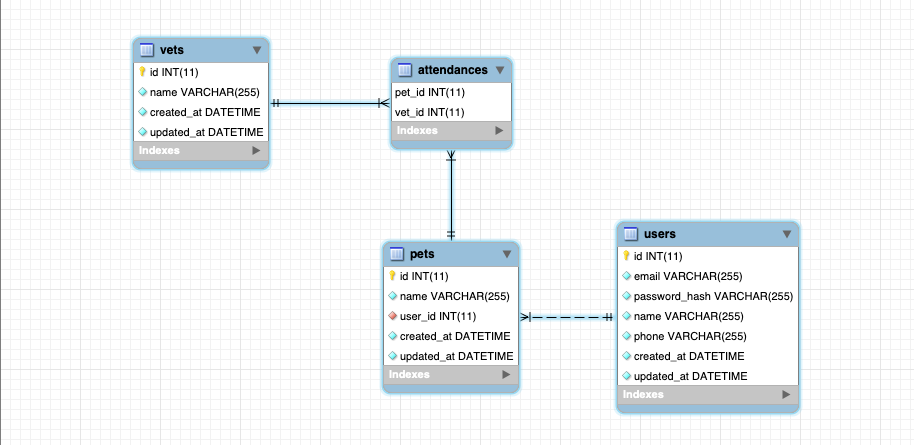 vets
id INT(11)
name VARCHAR(255)
created_at DATETIME
updated_at DATETIME
Indexes
attendances
pet_id INT(11)
vet_id INT(11)
Indexes
pets
id INT(11)
name VARCHAR(255)
user_id INT(11)
created_at DATETIME
updated_at DATETIME
Indexes
users
id INT(11)
email VARCHAR(255)
password_hash VARCHAR(255)
name VARCHAR(255)
phone VARCHAR(255)
created_at DATETIME
updated_at DATETIME
Indexes